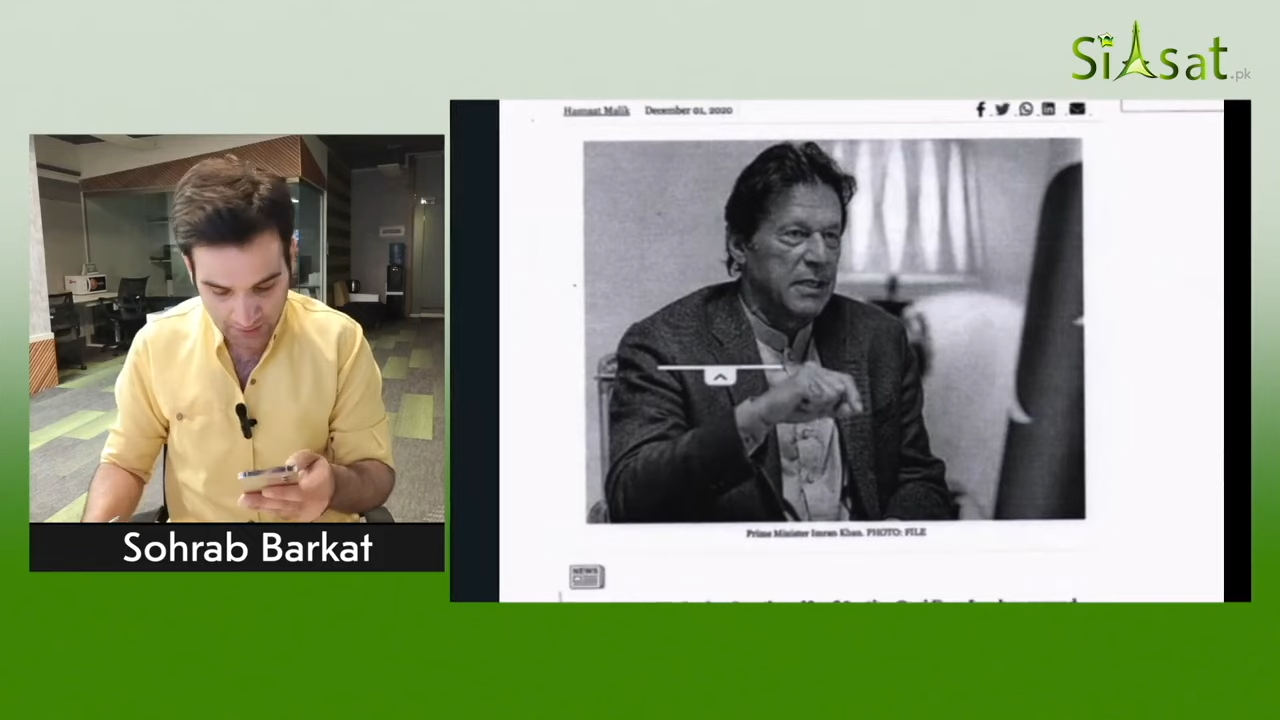 SiAsat.pk
Hasnaat Malik December 01, 2020
Prime Minister Imran Khan. PHOTO: FILE
NEWS
Sohrab Barkat